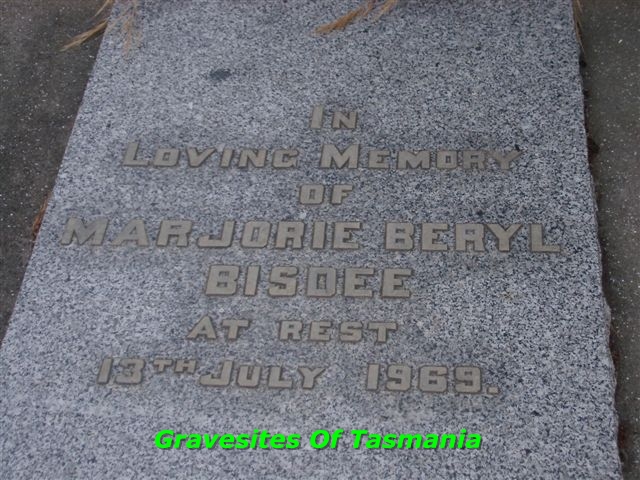 IN
LOVING MEMORY
OF
MARJORIE BERYL
BISDEE
AT REST
13TH JULY 1969.
Gravesites Of Tasmania